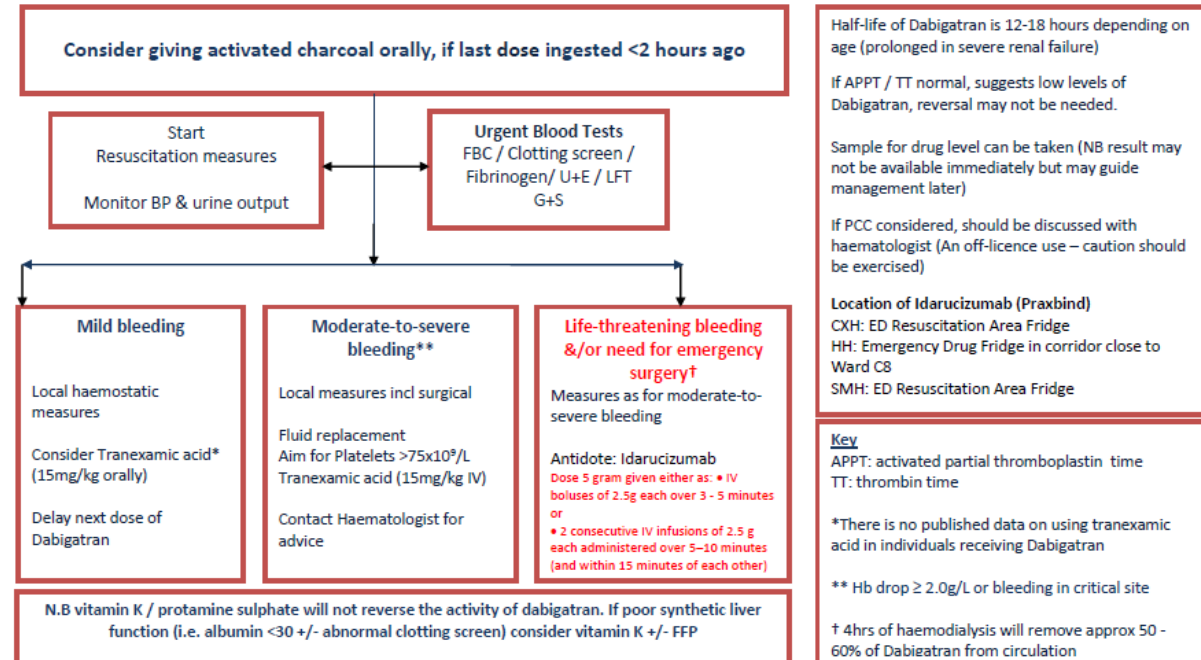 Consider giving activated charcoal orally, if last dose ingested <2 hours ago
Start
Resuscitation measures
Monitor BP & urine output
Urgent Blood Tests
FBC / Clotting screen /
Fibrinogen/ U+E / LFT
G+S
Mild bleeding
Local haemostatic
measures
Consider Tranexamic acid*
(15mg/kg orally)
Delay next dose of
Dabigatran
Moderate-to-severe
bleeding**
Local measures incl surgical
Fluid replacement
Aim for Platelets >75x10⁹/L
Tranexamic acid (15mg/kg IV)
Contact Haematologist for
advice
Life-threatening bleeding
&/or need for emergency
surgery†
Measures as for moderate-to-
severe bleeding
Antidote: Idarucizumab
Dose 5 gram given either as: • IV
boluses of 2.5g each over 3 - 5 minutes
or
• 2 consecutive IV infusions of 2.5 g
each administered over 5–10 minutes
(and within 15 minutes of each other)
N.B vitamin K / protamine sulphate will not reverse the activity of dabigatran. If poor synthetic liver
function (i.e. albumin <30 +/- abnormal clotting screen) consider vitamin K +/- FFP
Half-life of Dabigatran is 12-18 hours depending on
age (prolonged in severe renal failure)
If APPT / TT normal, suggests low levels of
Dabigatran, reversal may not be needed.
Sample for drug level can be taken (NB result may
not be available immediately but may guide
management later)
If PCC considered, should be discussed with
haematologist (An off-licence use – caution should
be exercised)
Location of Idarucizumab (Praxbind)
CXH: ED Resuscitation Area Fridge
HH: Emergency Drug Fridge in corridor close to
Ward C8
SMH: ED Resuscitation Area Fridge
Key
APPT: activated partial thromboplastin time
TT: thrombin time
*There is no published data on using tranexamic
acid in individuals receiving Dabigatran
** Hb drop ≥ 2.0g/L or bleeding in critical site
† 4hrs of haemodialysis will remove approx 50 -
60% of Dabigatran from circulation